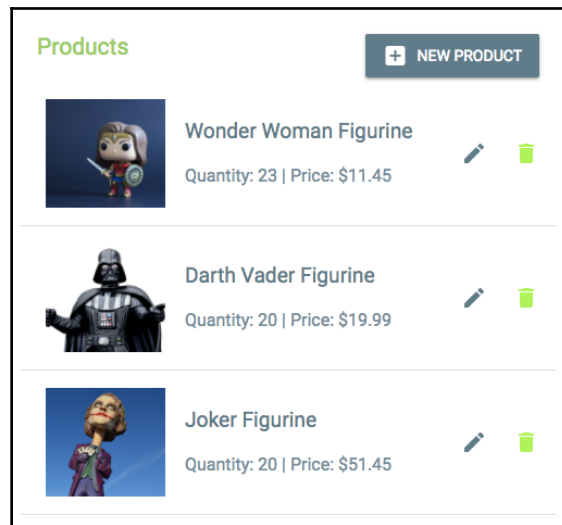 Products
NEW PRODUCT
Wonder Woman Figurine
Quantity: 23 | Price: $11.45
Darth Vader Figurine
Quantity: 20 | Price: $19.99
Joker Figurine
Quantity: 20 | Price: $51.45